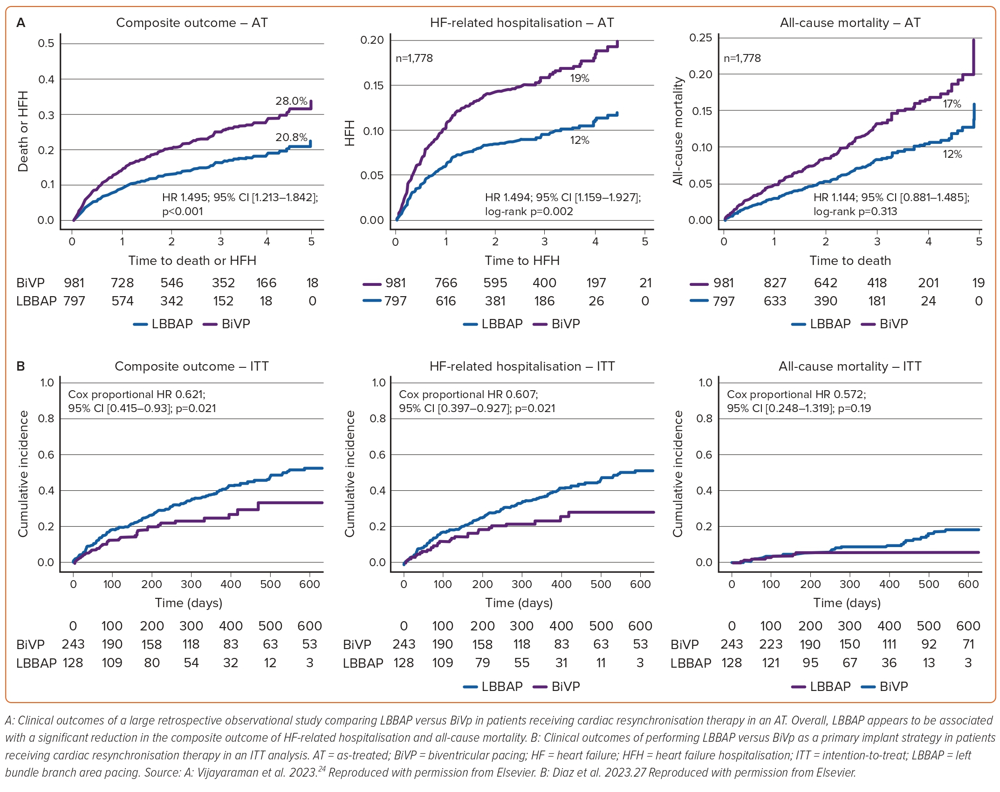 A
Composite outcome – AT
Death or HFH
0.5
0.4
0.3
0.2
0.1
0.0
28.0%
20.8%
HR 1.495; 95% CI [1.213–1.842];
p<0.001
0 1 2 3 4 5
Time to death or HFH
BiVP 981 728 546 352 166 18
LBBAP 797 574 342 152 18 0
LBBAP BiVP
HF-related hospitalisation – AT
HFH
0.20
0.15
0.10
0.05
0.00
n=1,778
19%
12%
HR 1.494; 95% CI [1.159–1.927];
log-rank p=0.002
0 1 2 3 4 5
Time to HFH
981 766 595 400 197 21
797 616 381 186 26 0
LBBAP BiVP
All-cause mortality – AT
All-cause mortality
0.25
0.20
0.15
0.10
0.05
0.00
n=1,778
17%
12%
HR 1.144; 95% CI [0.881–1.485];
log-rank p=0.313
0 1 2 3 4 5
Time to death
981 827 642 418 201 19
797 633 390 181 24 0
LBBAP BiVP
B
Composite outcome – ITT
Cumulative incidence
1.0
0.8
0.6
0.4
0.2
0.0
Cox proportional HR 0.621;
95% CI [0.415–0.93]; p=0.021
0 100 200 300 400 500 600
Time (days)
0 100 200 300 400 500 600
BiVP 243 190 158 118 83 63 53
LBBAP 128 109 80 54 32 12 3
HF-related hospitalisation – ITT
Cumulative incidence
1.0
0.8
0.6
0.4
0.2
0.0
Cox proportional HR 0.607;
95% CI [0.397–0.927]; p=0.021
0 100 200 300 400 500 600
Time (days)
0 100 200 300 400 500 600
BiVP 243 190 158 118 83 63 53
LBBAP 128 109 79 55 31 11 3
LBBAP BiVP
All-cause mortality – ITT
Cumulative incidence
1.0
0.8
0.6
0.4
0.2
0.0
Cox proportional HR 0.572;
95% CI [0.248–1.319]; p=0.19
0 100 200 300 400 500 600
Time (days)
0 100 200 300 400 500 600
BiVP 243 223 190 150 111 92 71
LBBAP 128 121 95 67 36 13 3
LBBAP BiVP
A: Clinical outcomes of a large retrospective observational study comparing LBBAP versus BiVp in patients receiving cardiac resynchronisation therapy in an AT. Overall, LBBAP appears to be associated
with a significant reduction in the composite outcome of HF-related hospitalisation and all-cause mortality. B: Clinical outcomes of performing LBBAP versus BiVp as a primary implant strategy in patients
receiving cardiac resynchronisation therapy in an ITT analysis. AT = as-treated; BiVP = biventricular pacing; HF = heart failure; HFH = heart failure hospitalisation; ITT = intention-to-treat; LBBAP = left
bundle branch area pacing. Source: A: Vijayaraman et al. 2023.24 Reproduced with permission from Elsevier. B: Diaz et al. 2023.27 Reproduced with permission from Elsevier.